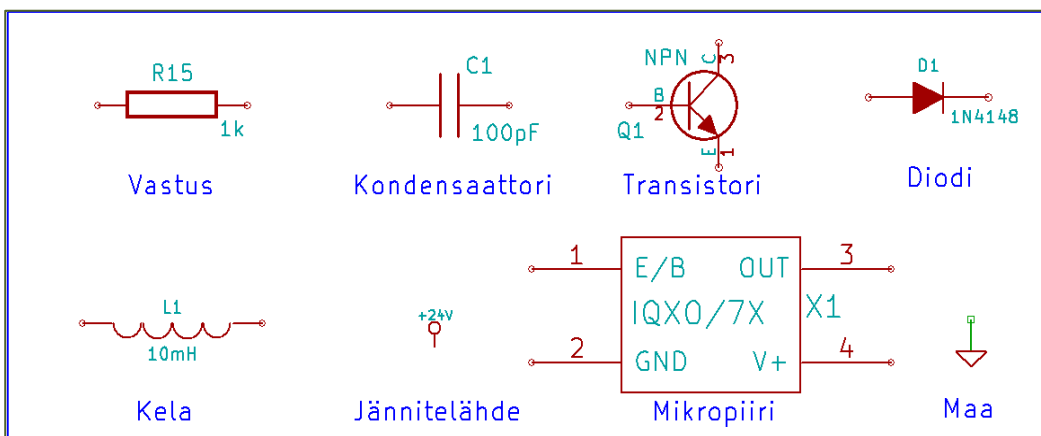 R15
1k
Vastus
C1
100pF
Kondensaattori
NPN
C
3
B
2
Q1
E
1
Transistori
D1
1N4148
Diodi
L1
10mH
Kela
+24V
Jännitelähde
1
E/B
OUT
3
IQXO/7X
X1
2
GND
V+
4
Mikropiiri
Maa